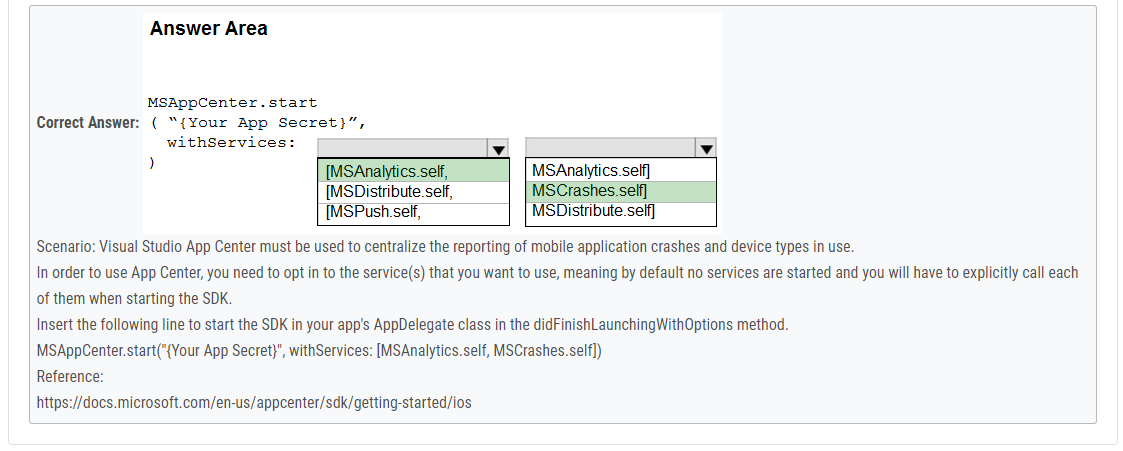 Answer Area
MSAppCenter.start
Correct Answer: ( “{Your App Secret}”,
withServices:
)
[MSAnalytics.self,
[MSDistribute.self,
[MSPush.self,
MSAnalytics.self]
MSCrashes.self]
MSDistribute.self]
Scenario: Visual Studio App Center must be used to centralize the reporting of mobile application crashes and device types in use.
In order to use App Center, you need to opt in to the service(s) that you want to use, meaning by default no services are started and you will have to explicitly call each
of them when starting the SDK.
Insert the following line to start the SDK in your app's AppDelegate class in the didFinishLaunchingWithOptions method.
MSAppCenter.start("{Your App Secret}", withServices: [MSAnalytics.self, MSCrashes.self])
Reference:
https://docs.microsoft.com/en-us/appcenter/sdk/getting-started/ios